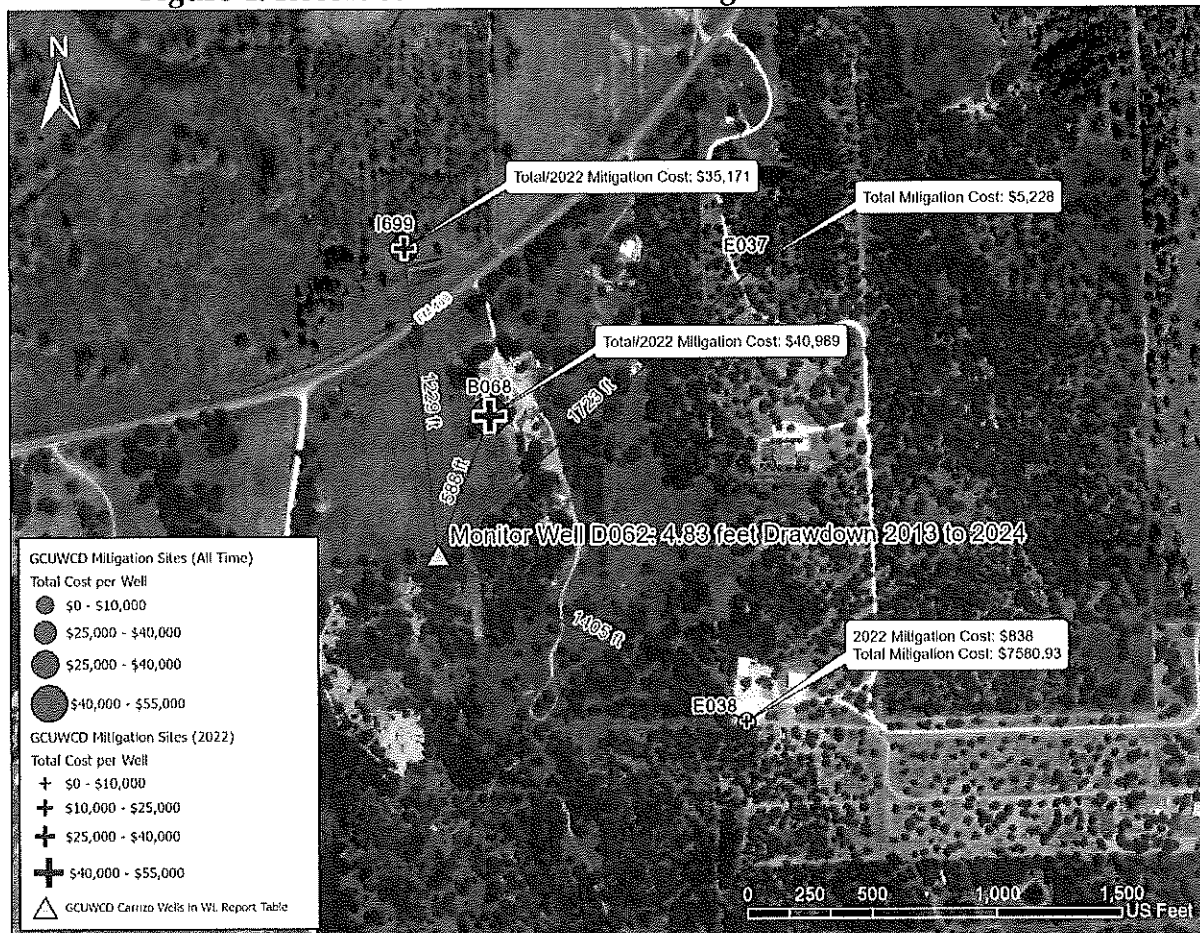 N
Total/2022 Mitigation Cost: $35,171
Total Mitigation Cost: $5,228
I699
E037
Total/2022 Mitigation Cost: $40,989
B068
1229 ft
1723 ft
588 ft
Monitor Well D062: 4.83 feet Drawdown 2013 to 2024
1405 ft
2022 Mitigation Cost: $838
Total Mitigation Cost: $7580.93
E038
GCUWCD Mitigation Sites (All Time)
Total Cost per Well
$0 - $10,000
$25,000 - $40,000
$25,000 - $40,000
$40,000 - $55,000
GCUWCD Mitigation Sites (2022)
Total Cost per Well
$0 - $10,000
$10,000 - $25,000
$25,000 - $40,000
$40,000 - $55,000
GCUWCD Carrizo Wells in WL Report Table
0 250 500 1,000 1,500
US Feet